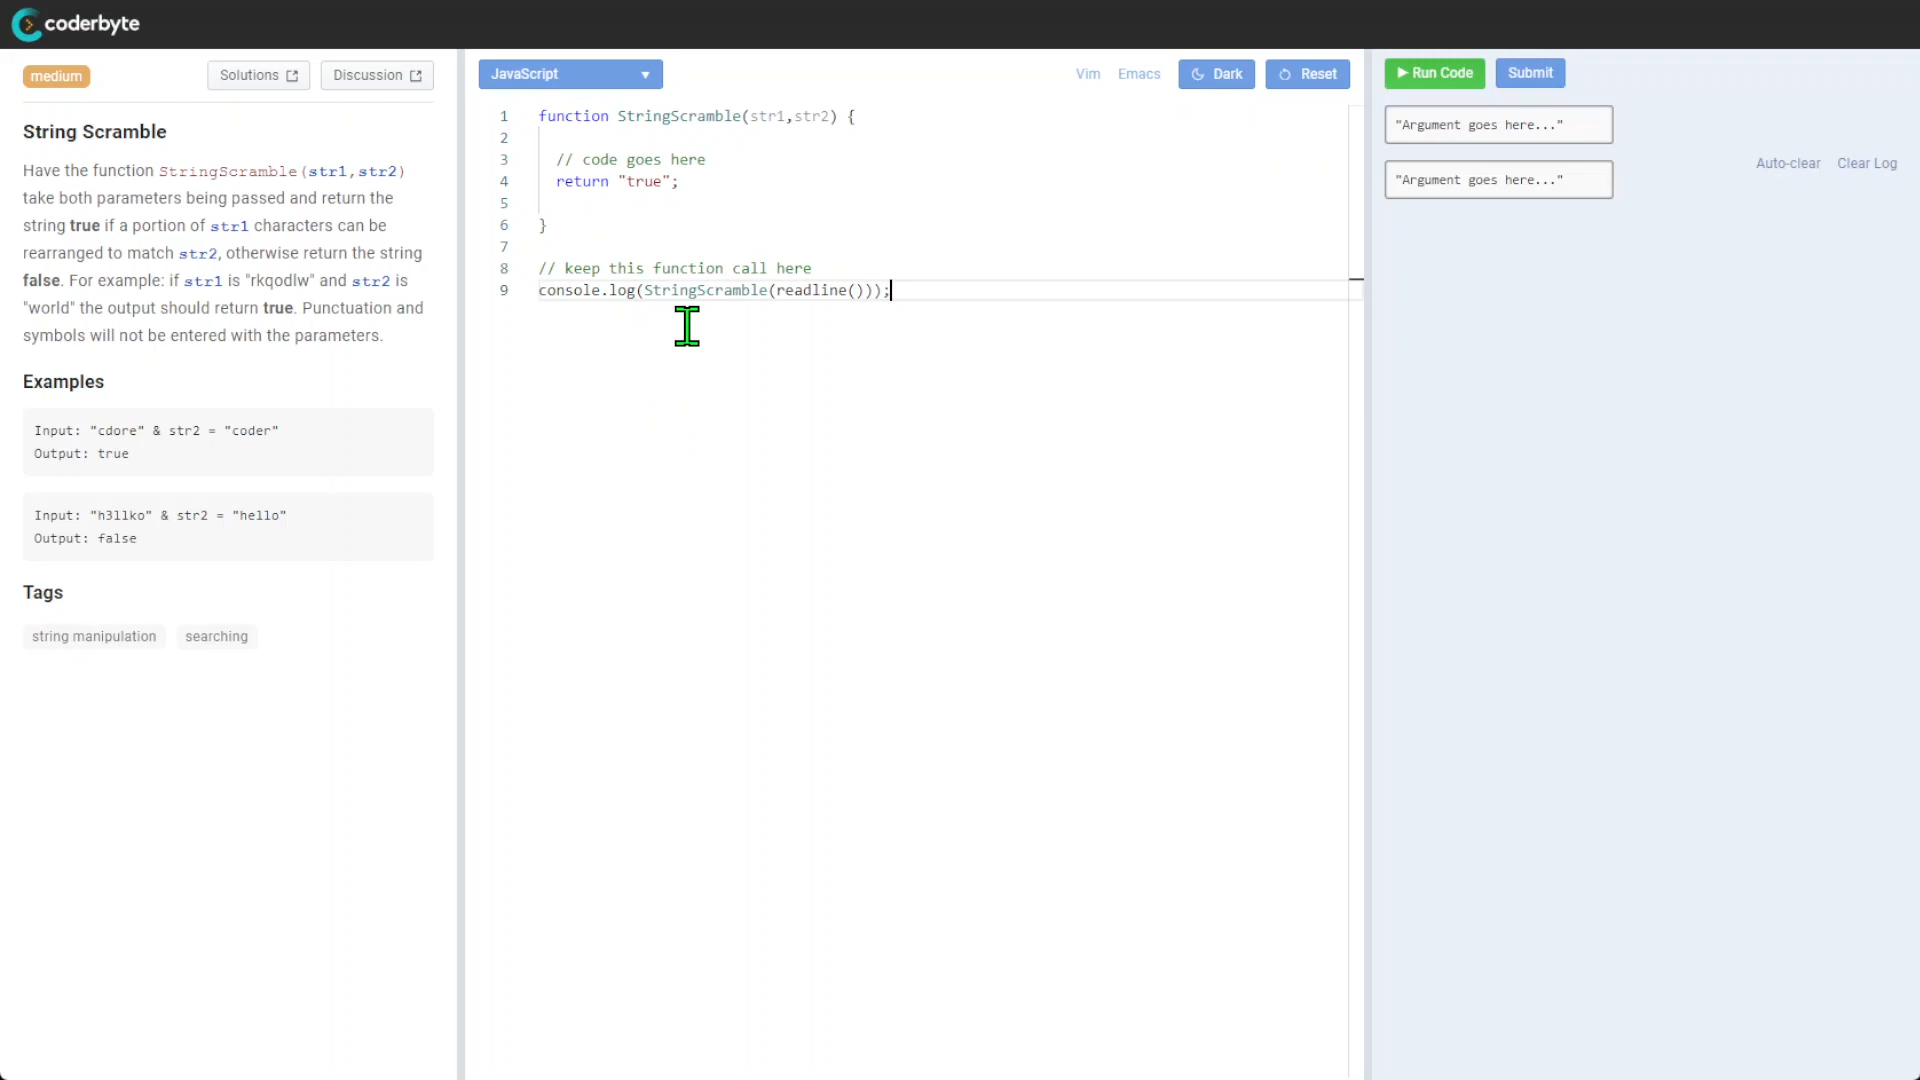 coderbyte
medium
Solutions
Discussion
String Scramble
Have the function StringScramble(str1,str2)
take both parameters being passed and return the
string true if a portion of str1 characters can be
rearranged to match str2, otherwise return the string
false. For example: if str1 is "rkqodlw" and str2 is
"world" the output should return true. Punctuation and
symbols will not be entered with the parameters.
Examples
Input: "cdore" & str2 = "coder"
Output: true
Input: "h3llko" & str2 = "hello"
Output: false
Tags
string manipulation
searching
JavaScript
Vim
Emacs
Dark
Reset
1 function StringScramble(str1,str2) {
2
3 // code goes here
4 return "true";
5
6 }
7
8 // keep this function call here
9 console.log(StringScramble(readline()));
Run Code
Submit
"Argument goes here..."
"Argument goes here..."
Auto-clear
Clear Log